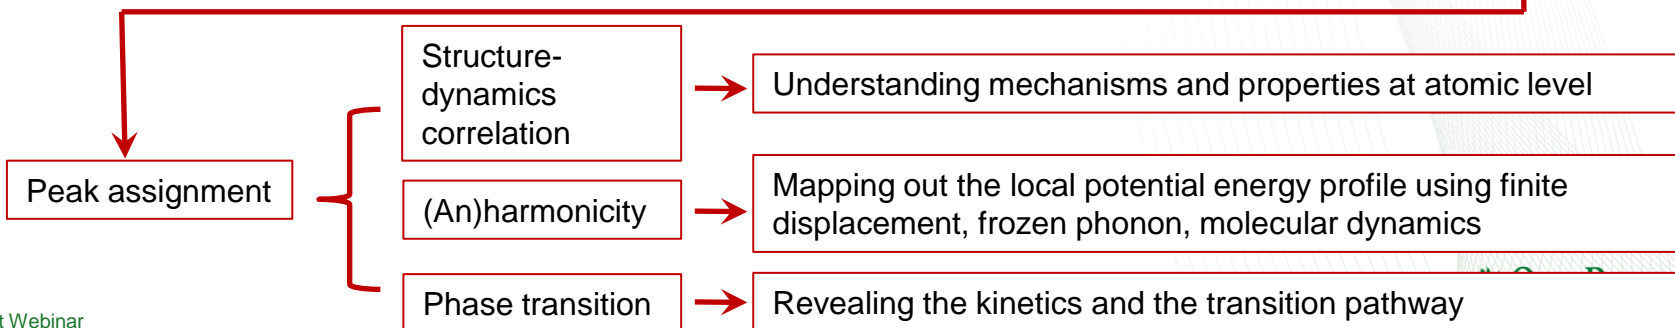 Structure-
dynamics
correlation
Understanding mechanisms and properties at atomic level
Peak assignment
(An)harmonicity
Mapping out the local potential energy profile using finite
displacement, frozen phonon, molecular dynamics
Phase transition
Revealing the kinetics and the transition pathway
t Webinar